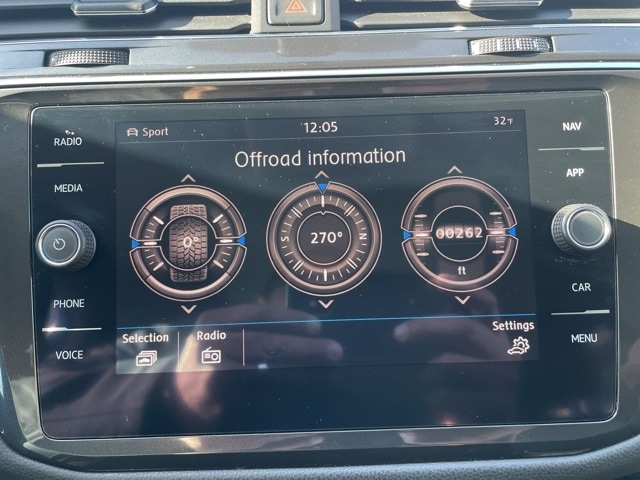 RADIO
MEDIA
PHONE
VOICE
Sport
12:05
32°F
Offroad information
0°
S
270°
N
00262
ft
Selection
Radio
Settings
NAV
APP
CAR
MENU